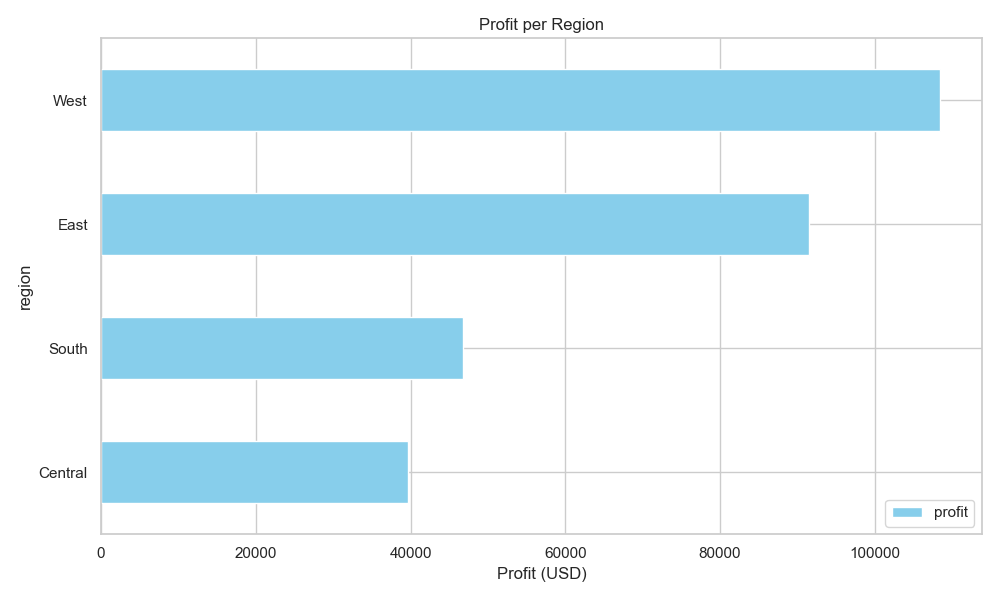 Profit per Region
region
West
East
South
Central
0 20000 40000 60000 80000 100000
Profit (USD)
profit